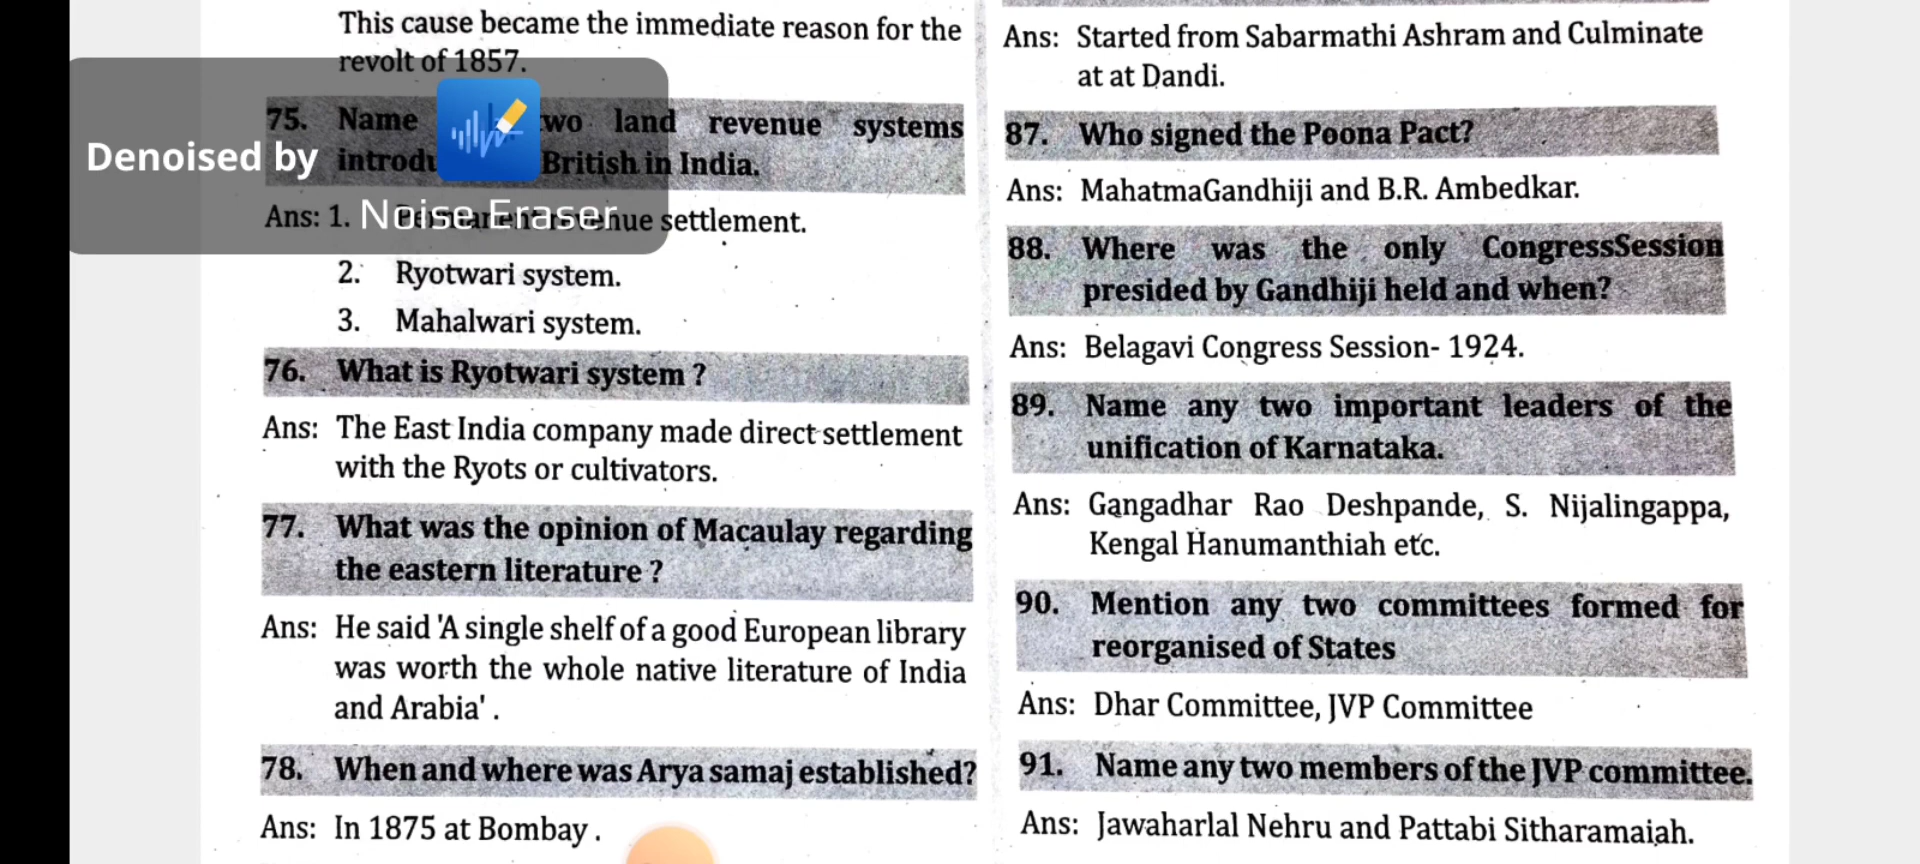 This cause became the immediate reason for the
revolt of 1857.
75. Name wo land revenue systems
British in India.
Ans: 1. settlement.
2. Ryotwari system.
3. Mahalwari system.
76. What is Ryotwari system ?
Ans: The East India company made direct settlement
with the Ryots or cultivators.
77. What was the opinion of Macaulay regarding
the eastern literature ?
Ans: He said 'A single shelf of a good European library
was worth the whole native literature of India
and Arabia' .
78. When and where was Arya samaj established?
Ans: In 1875 at Bombay .
Denoised by
Noise Eraser
Ans: Started from Sabarmathi Ashram and Culminate
at at Dandi.
87. Who signed the Poona Pact?
Ans: MahatmaGandhiji and B.R. Ambedkar.
88. Where was the only CongressSession
presided by Gandhiji held and when?
Ans: Belagavi Congress Session- 1924.
89. Name any two important leaders of the
unification of Karnataka.
Ans: Gangadhar Rao Deshpande, S. Nijalingappa,
Kengal Hanumanthiah etc.
90. Mention any two committees formed for
reorganised of States
Ans: Dhar Committee, JVP Committee
91. Name any two members of the JVP committee.
Ans: Jawaharlal Nehru and Pattabi Sitharamaiah.